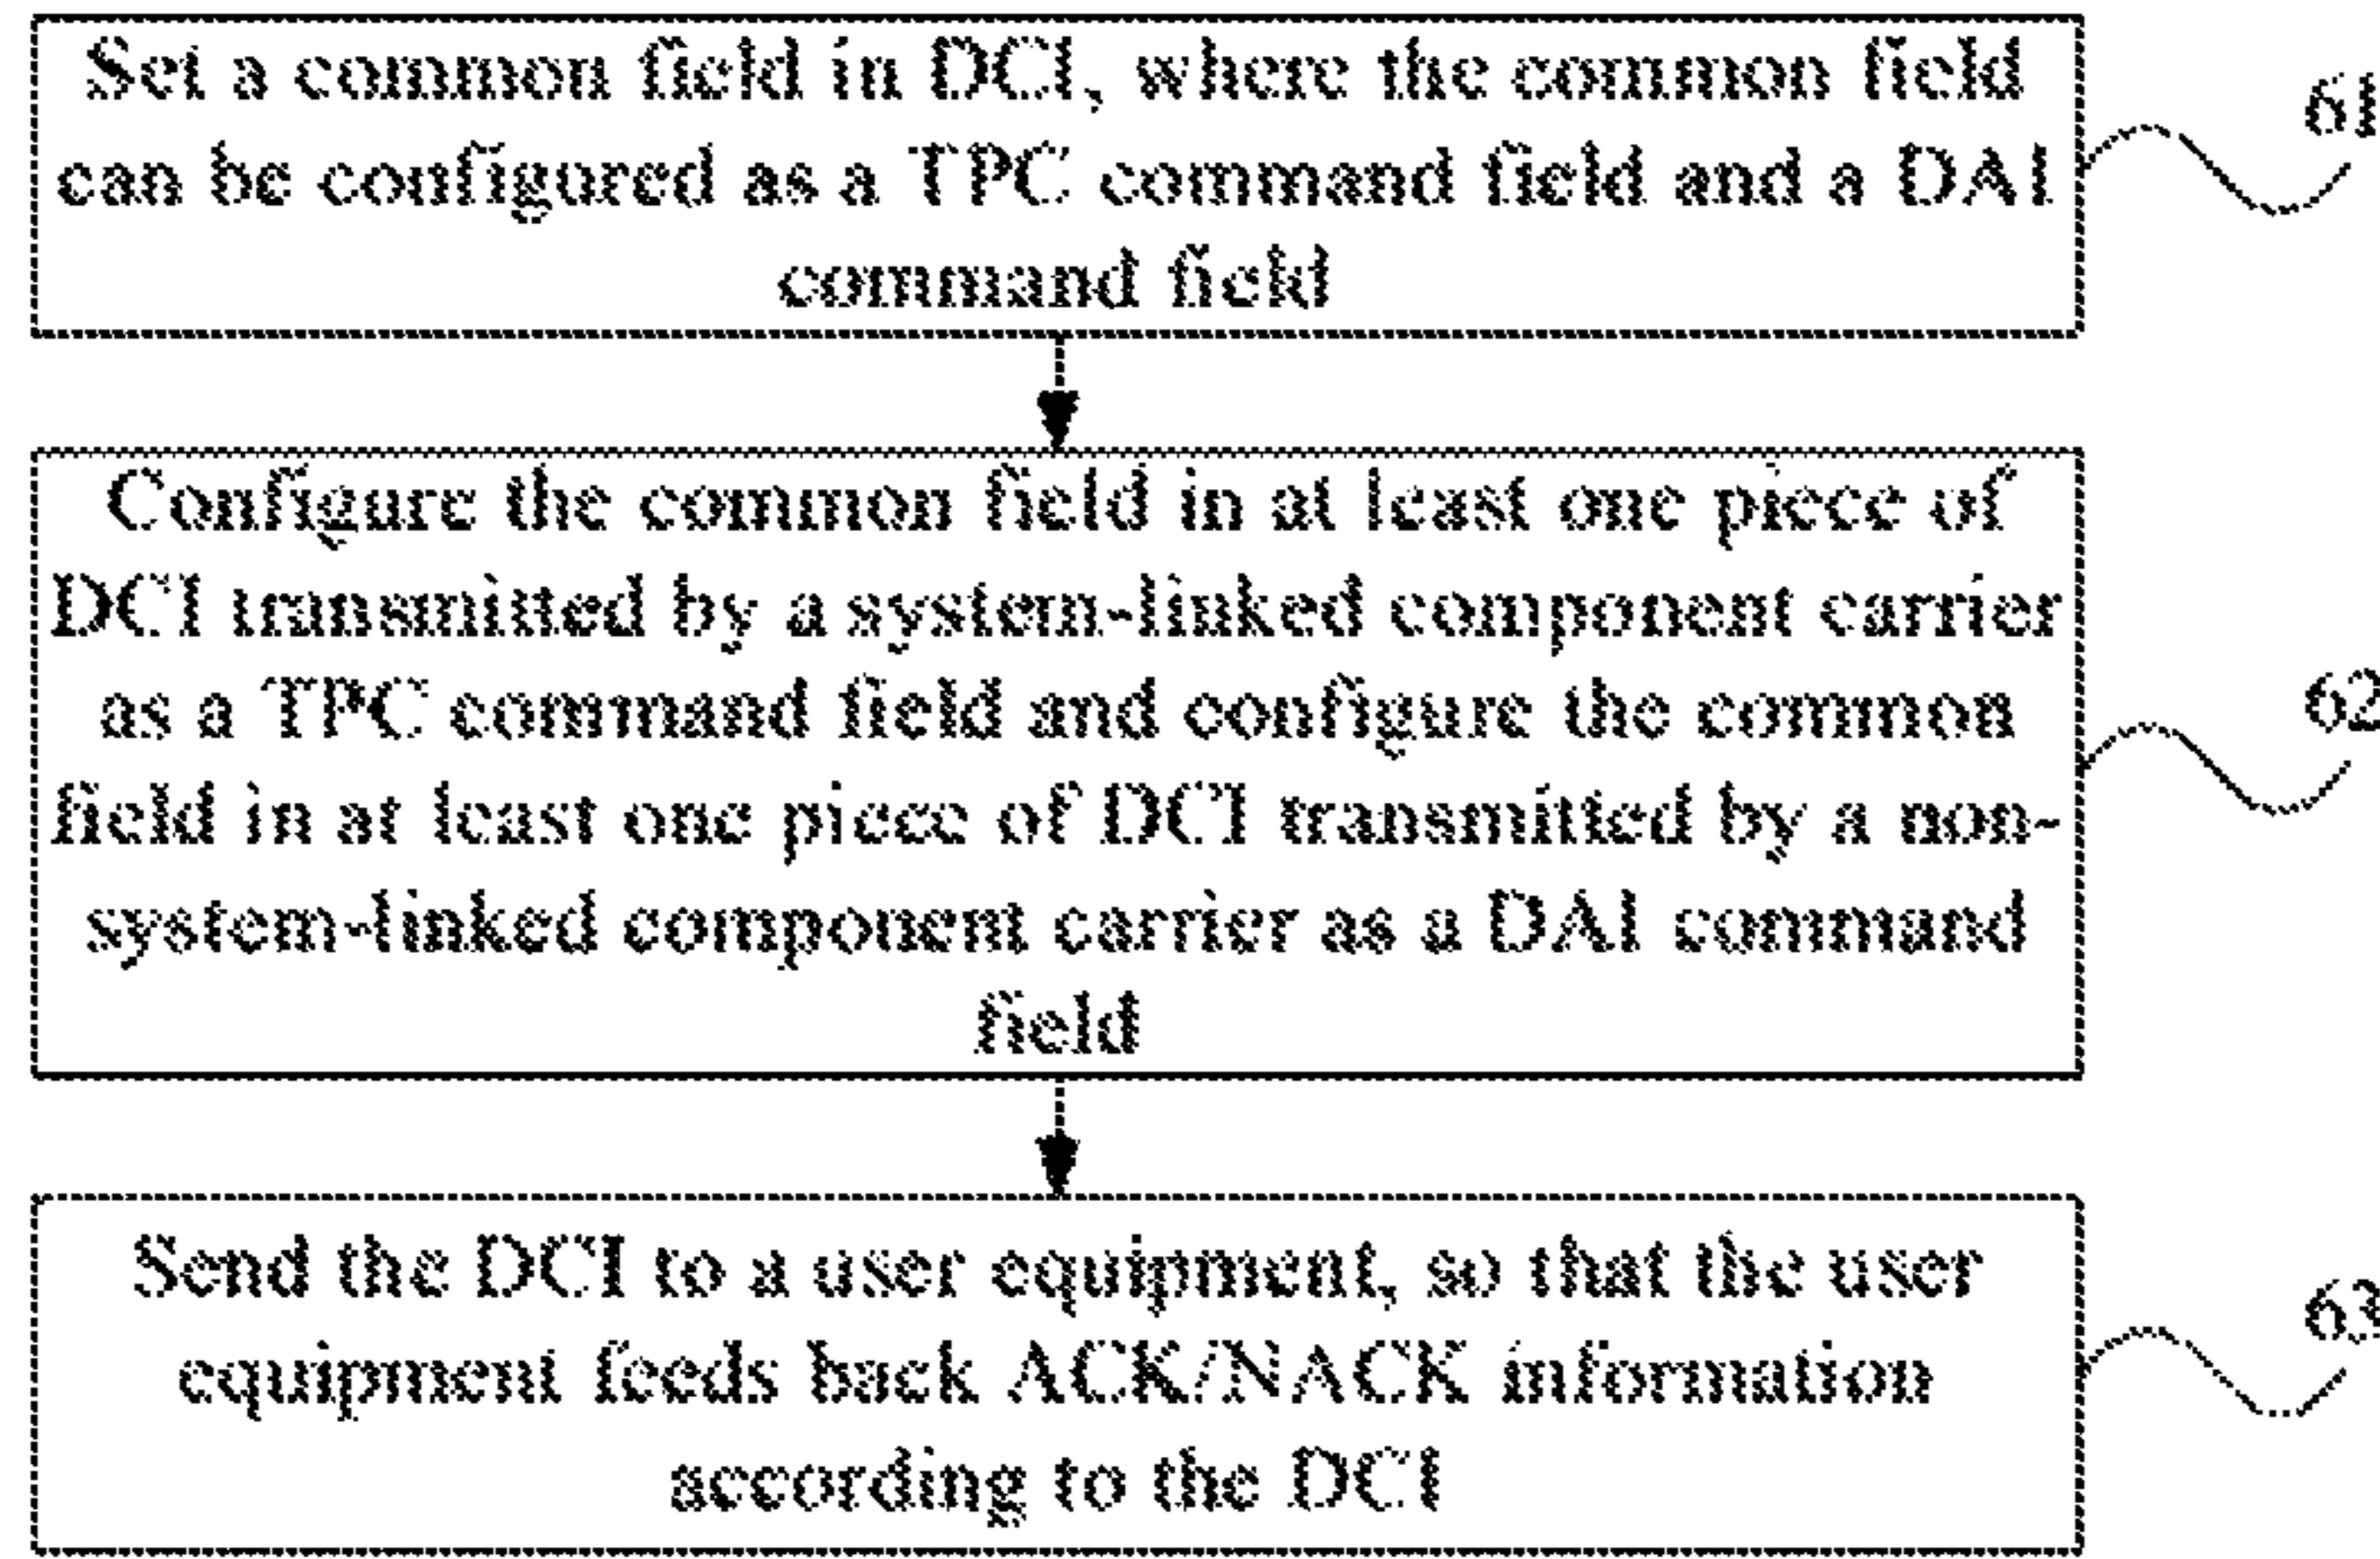 Set a common field in DCI, where the common field
can be configured as a TPC command field and a DAI
command field
61
Configure the common field in at least one piece of
DCI transmitted by a system-linked component carrier
as a TPC command field and configure the common
field in at least one piece of DCI transmitted by a non-
system-linked component carrier as a DAI command
field
62
Send the DCI to a user equipment, so that the user
equipment feeds back ACK/NACK information
according to the DCI
63